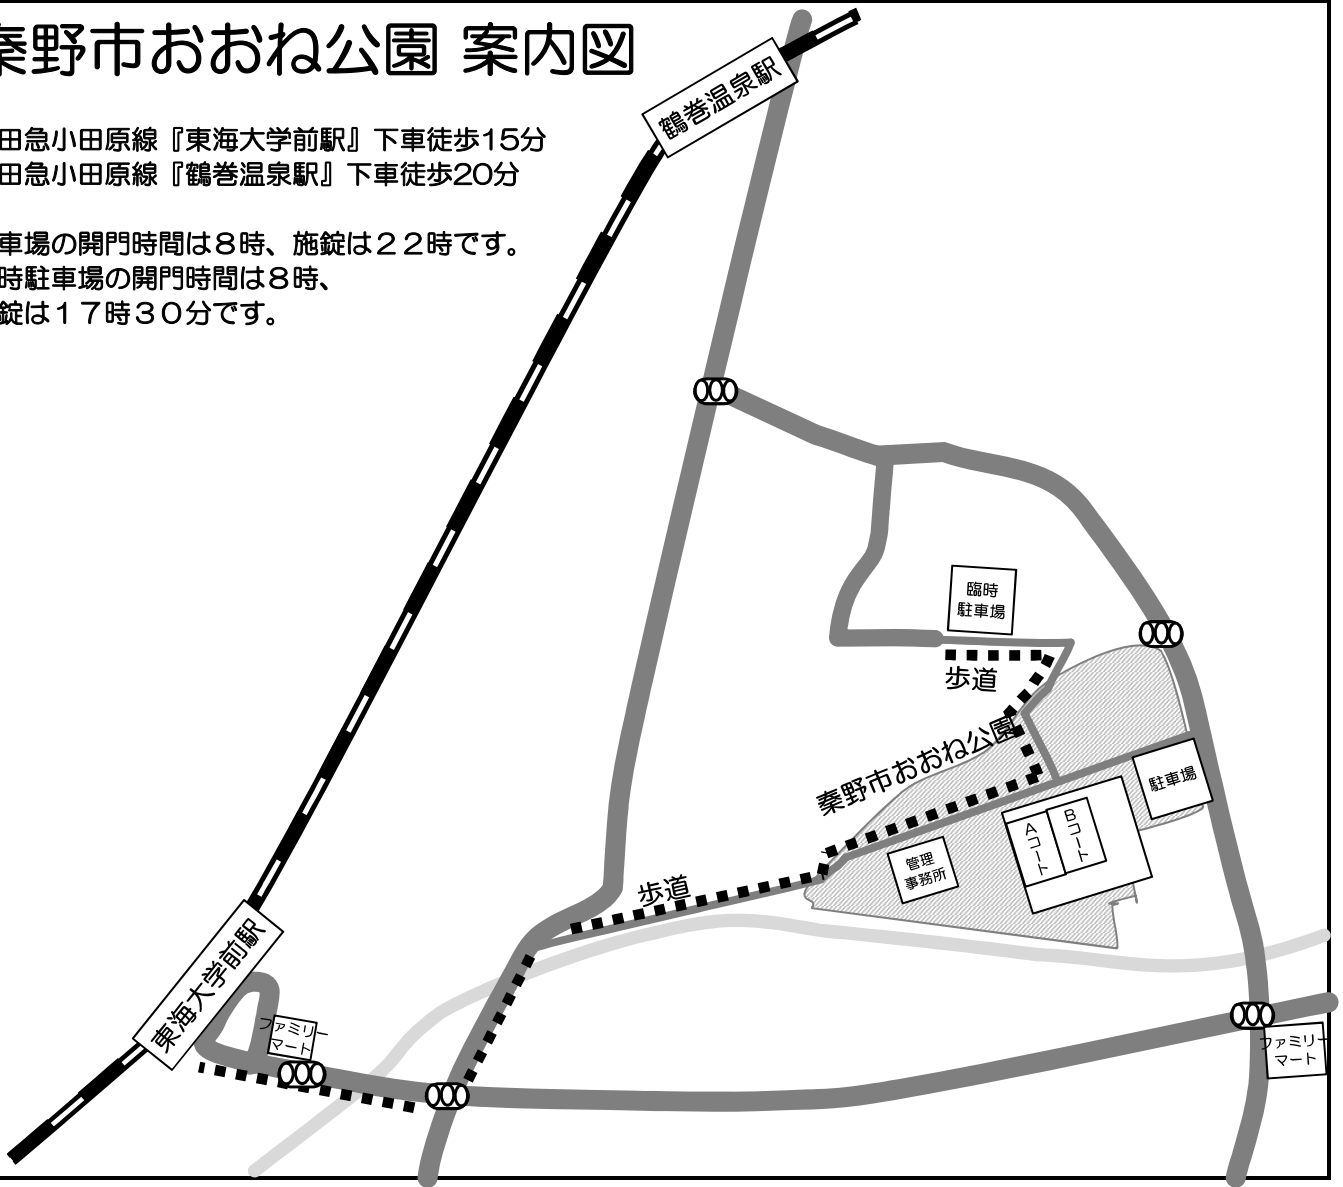 秦野市おおね公園 案内図
田急小田原線『東海大学前駅』下車徒歩15分
田急小田原線『鶴巻温泉駅』下車徒歩20分
車場の開門時間は8時、施錠は22時です。
時駐車場の開門時間は8時、
錠は17時30分です。
鶴巻温泉駅
臨時
駐車場
歩道
秦野市おおね公園
駐車場
Aコート
Bコート
管理
事務所
歩道
東海大学前駅
ファミリー
マート
ファミリー
マート